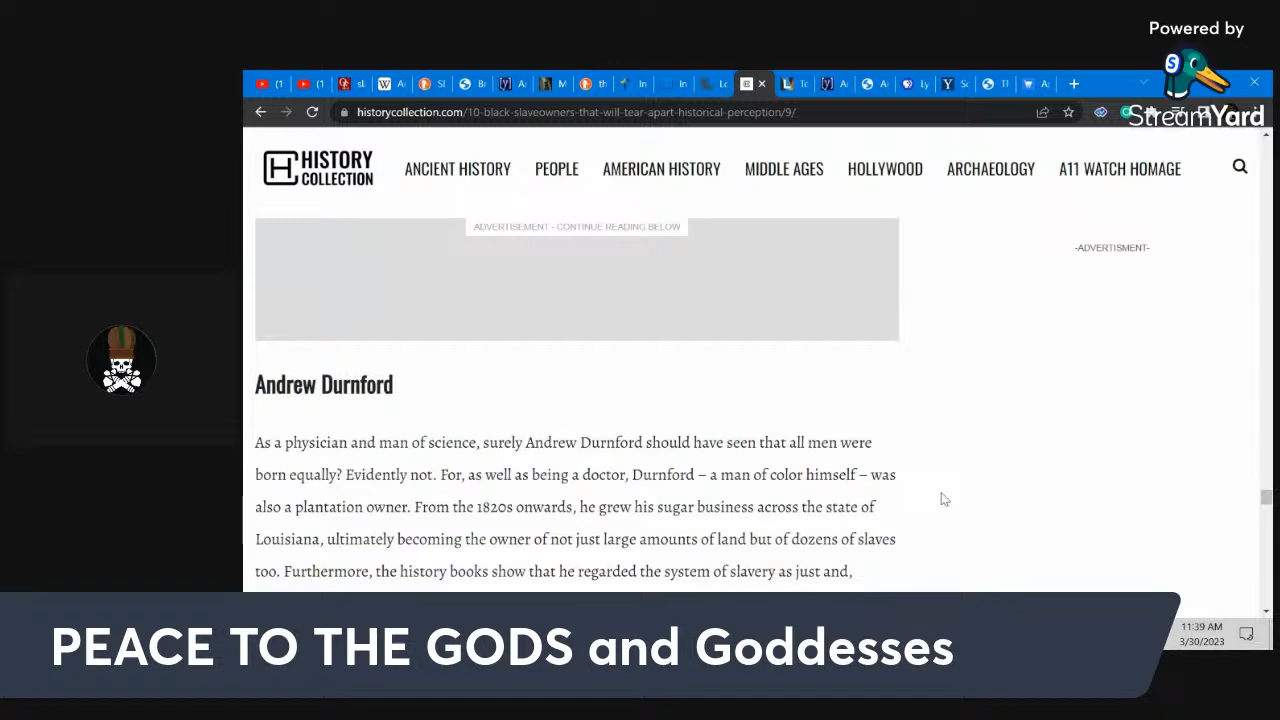 Powered by
StreamYard
historycollection.com/10-black-slaveowners-that-will-tear-apart-historical-perception/9/
HISTORY
COLLECTION
ANCIENT HISTORY PEOPLE AMERICAN HISTORY MIDDLE AGES HOLLYWOOD ARCHAEOLOGY A11 WATCH HOMAGE
ADVERTISEMENT - CONTINUE READING BELOW
-ADVERTISMENT-
Andrew Durnford
As a physician and man of science, surely Andrew Durnford should have seen that all men were
born equally? Evidently not. For, as well as being a doctor, Durnford – a man of color himself – was
also a plantation owner. From the 1820s onwards, he grew his sugar business across the state of
Louisiana, ultimately becoming the owner of not just large amounts of land but of dozens of slaves
too. Furthermore, the history books show that he regarded the system of slavery as just and,
PEACE TO THE GODS and Goddesses
11:39 AM
3/30/2023